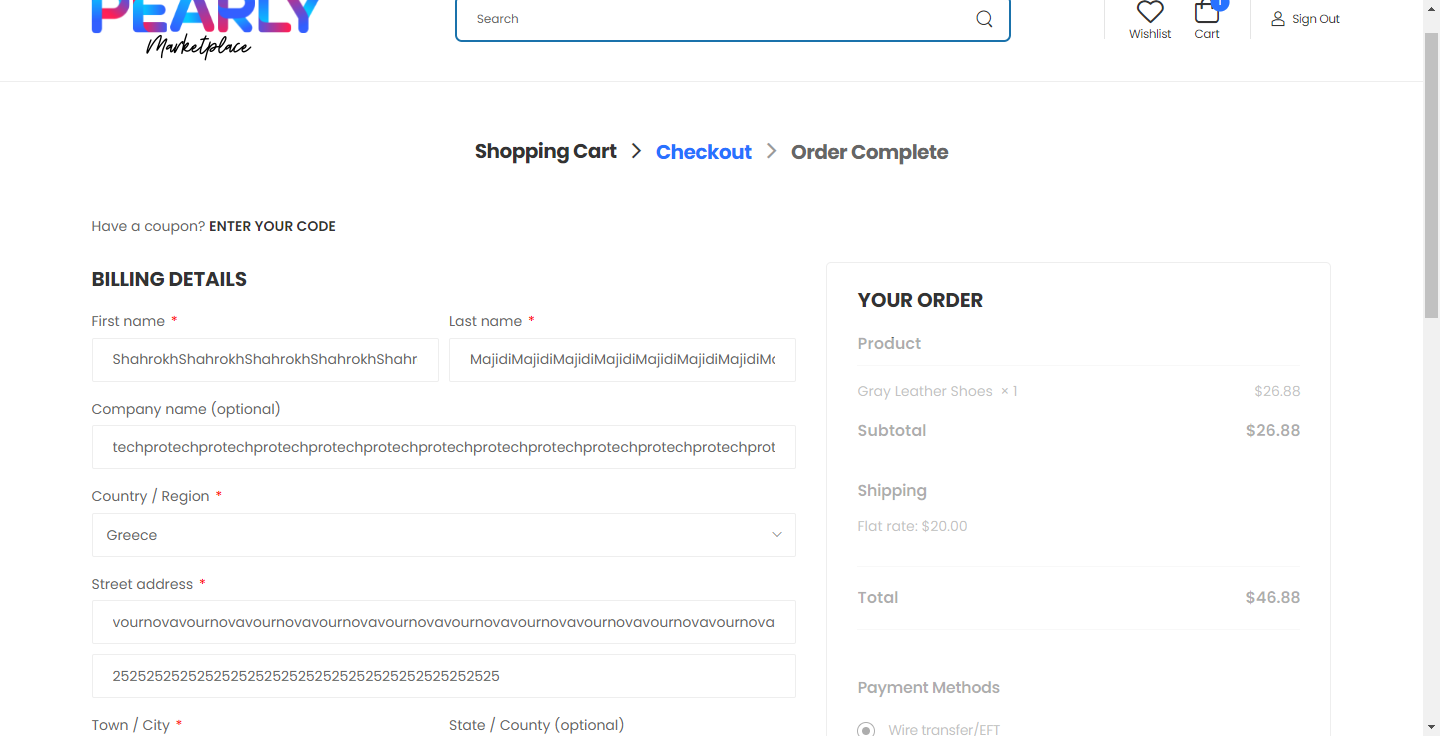 PEARLY
Marketplace
Search
Wishlist
1
Cart
Sign Out
Shopping Cart
Checkout
Order Complete
Have a coupon? ENTER YOUR CODE
BILLING DETAILS
First name *
Last name *
ShahrokhShahrokhShahrokhShahrokhShahr
MajidiMajidiMajidiMajidiMajidiMajidiMajidiMa
Company name (optional)
techprotechprotechprotechprotechprotechprotechprotechprotechprotechprotechprot
Country / Region *
Greece
Street address *
vournovavournovavournovavournovavournovavournovavournovavournovavournovavournova
2525252525252525252525252525252525252525252525
Town / City *
State / County (optional)
YOUR ORDER
Product
Gray Leather Shoes × 1
$26.88
Subtotal
$26.88
Shipping
Flat rate: $20.00
Total
$46.88
Payment Methods
Wire transfer/EFT